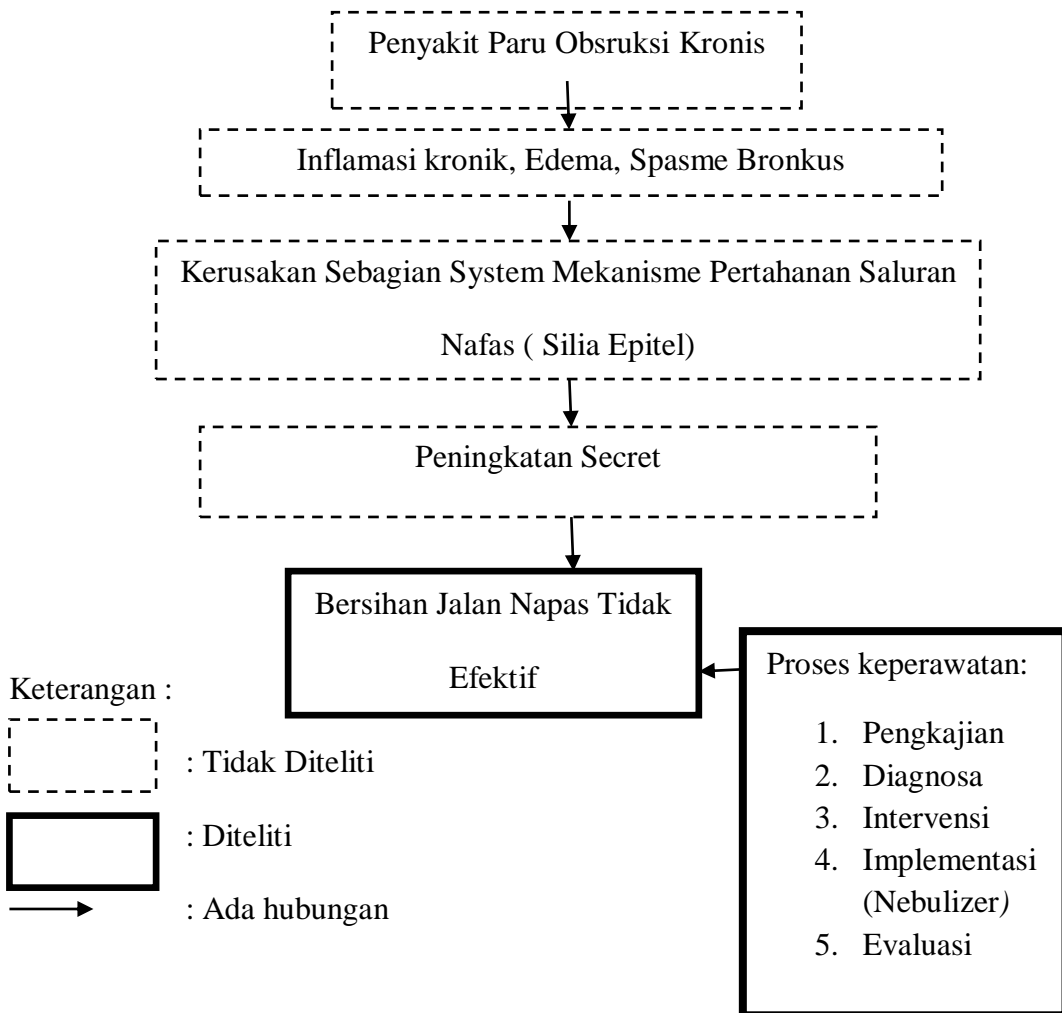 Penyakit Paru Obsruksi Kronis
Inflamasi kronik, Edema, Spasme Bronkus
Kerusakan Sebagian System Mekanisme Pertahanan Saluran
Nafas ( Silia Epitel)
Peningkatan Secret
Bersihan Jalan Napas Tidak
Efektif
Proses keperawatan:
1. Pengkajian
2. Diagnosa
3. Intervensi
4. Implementasi
(Nebulizer)
5. Evaluasi
Keterangan :
: Tidak Diteliti
: Diteliti
: Ada hubungan